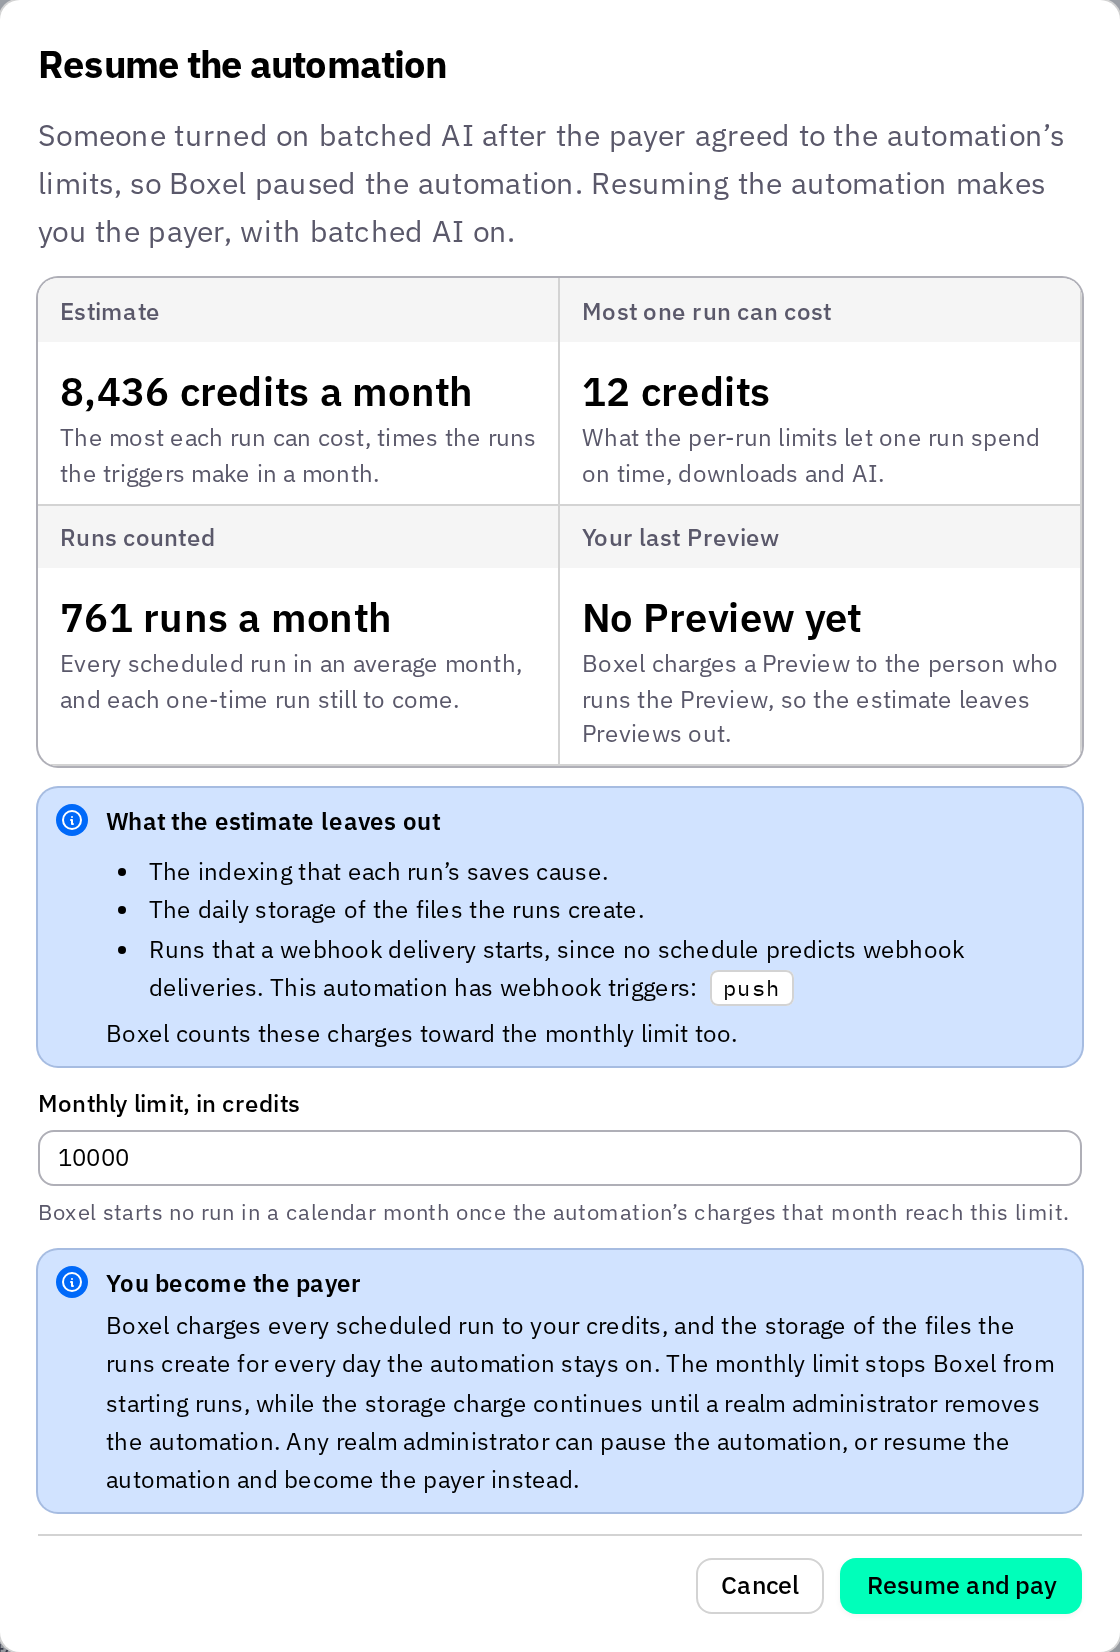 Resume the automation
Someone turned on batched AI after the payer agreed to the automation’s
limits, so Boxel paused the automation. Resuming the automation makes
you the payer, with batched AI on.
Estimate
8,436 credits a month
The most each run can cost, times the runs
the triggers make in a month.
Most one run can cost
12 credits
What the per-run limits let one run spend
on time, downloads and AI.
Runs counted
761 runs a month
Every scheduled run in an average month,
and each one-time run still to come.
Your last Preview
No Preview yet
Boxel charges a Preview to the person who
runs the Preview, so the estimate leaves
Previews out.
What the estimate leaves out
• The indexing that each run’s saves cause.
• The daily storage of the files the runs create.
• Runs that a webhook delivery starts, since no schedule predicts webhook
deliveries. This automation has webhook triggers: push
Boxel counts these charges toward the monthly limit too.
Monthly limit, in credits
10000
Boxel starts no run in a calendar month once the automation’s charges that month reach this limit.
You become the payer
Boxel charges every scheduled run to your credits, and the storage of the files the
runs create for every day the automation stays on. The monthly limit stops Boxel from
starting runs, while the storage charge continues until a realm administrator removes
the automation. Any realm administrator can pause the automation, or resume the
automation and become the payer instead.
Cancel
Resume and pay